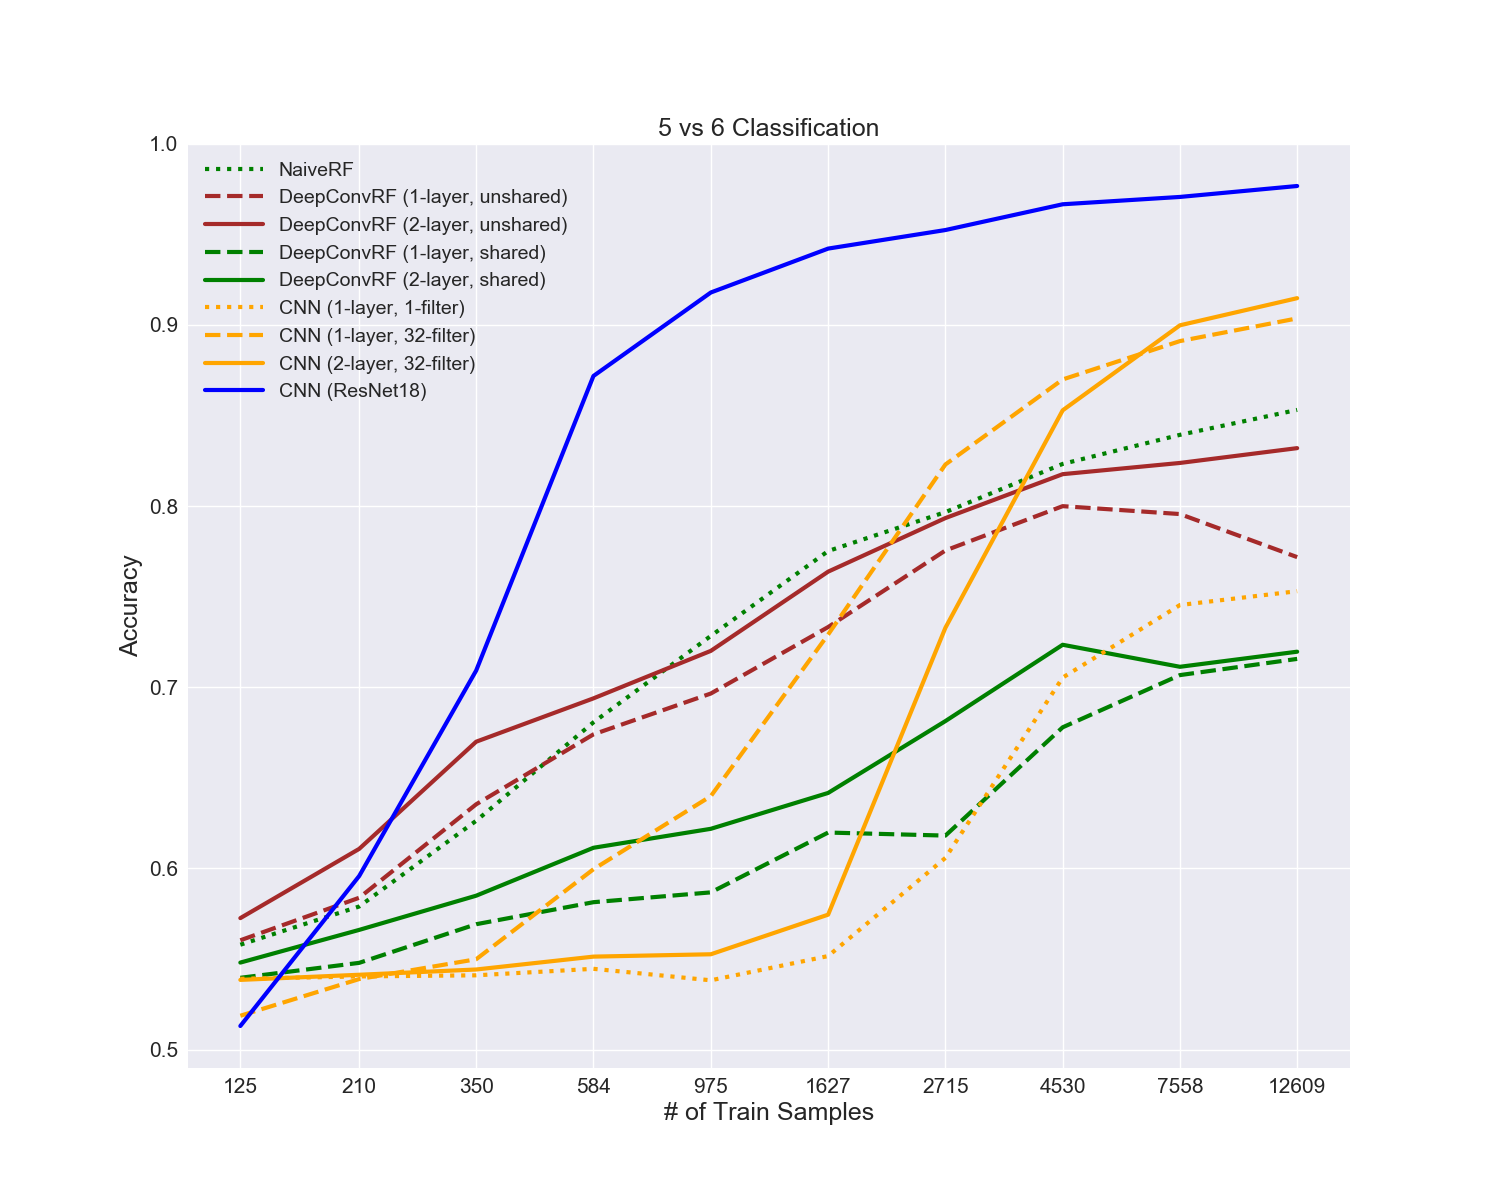 5 vs 6 Classification
1.0
0.9
0.8
0.7
0.6
0.5
Accuracy
NaiveRF
DeepConvRF (1-layer, unshared)
DeepConvRF (2-layer, unshared)
DeepConvRF (1-layer, shared)
DeepConvRF (2-layer, shared)
CNN (1-layer, 1-filter)
CNN (1-layer, 32-filter)
CNN (2-layer, 32-filter)
CNN (ResNet18)
125 210 350 584 975 1627 2715 4530 7558 12609
# of Train Samples